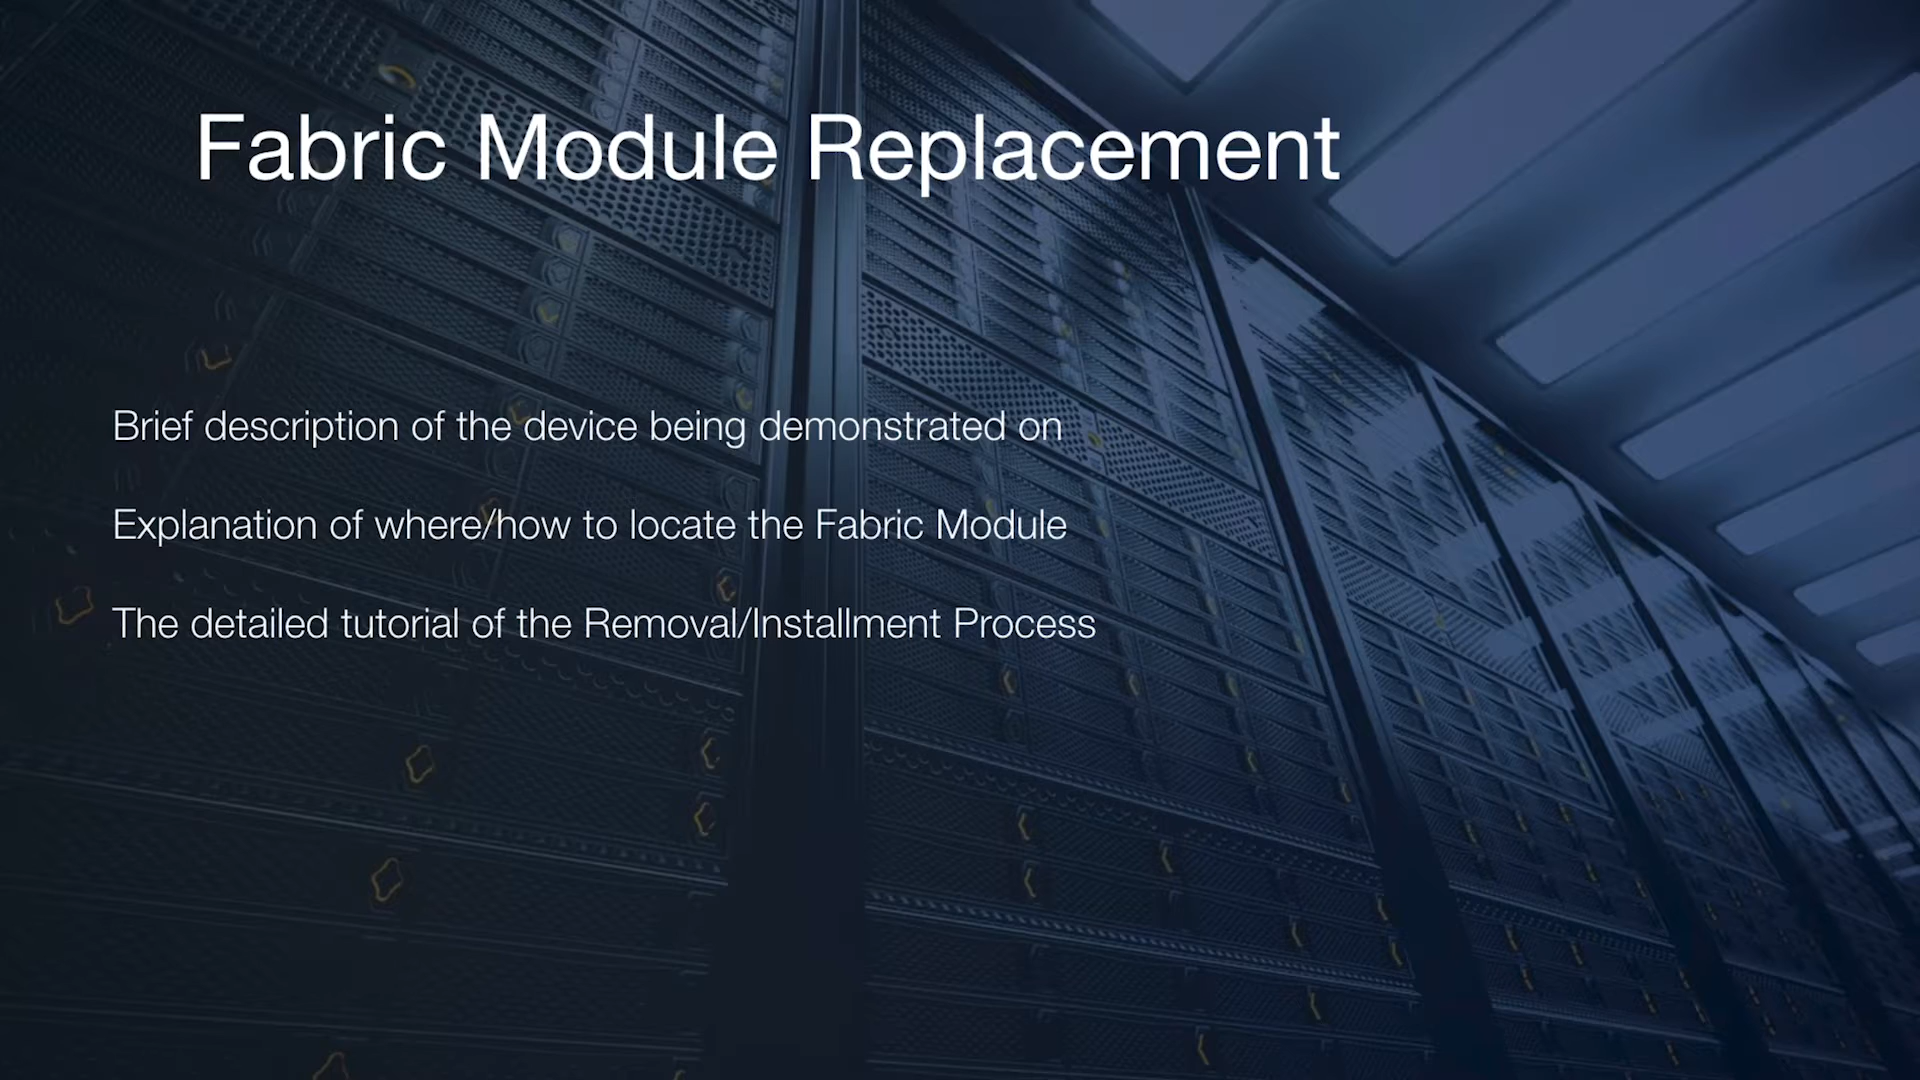 Fabric Module Replacement
Brief description of the device being demonstrated on
Explanation of where/how to locate the Fabric Module
The detailed tutorial of the Removal/Installment Process